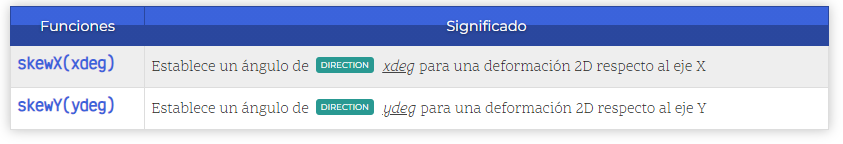 Funciones Significado
skewX(xdeg) Establece un ángulo de DIRECTION xdeg para una deformación 2D respecto al eje X
skewY(ydeg) Establece un ángulo de DIRECTION ydeg para una deformación 2D respecto al eje Y